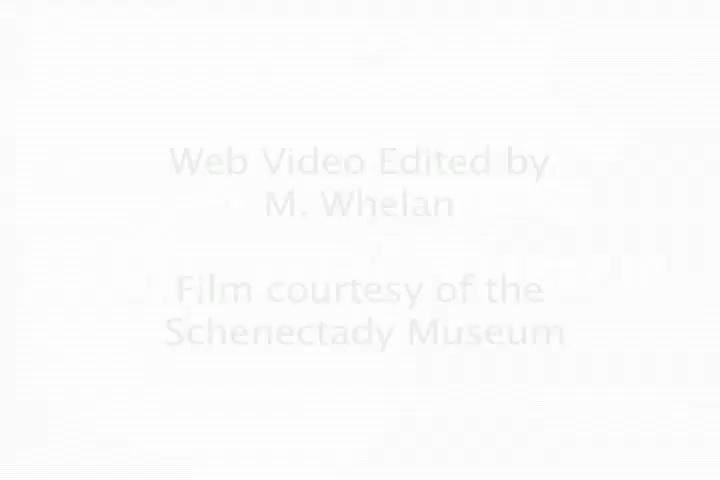 Web Video Edited by
M. Whelan
Film courtesy of the
Schenectady Museum